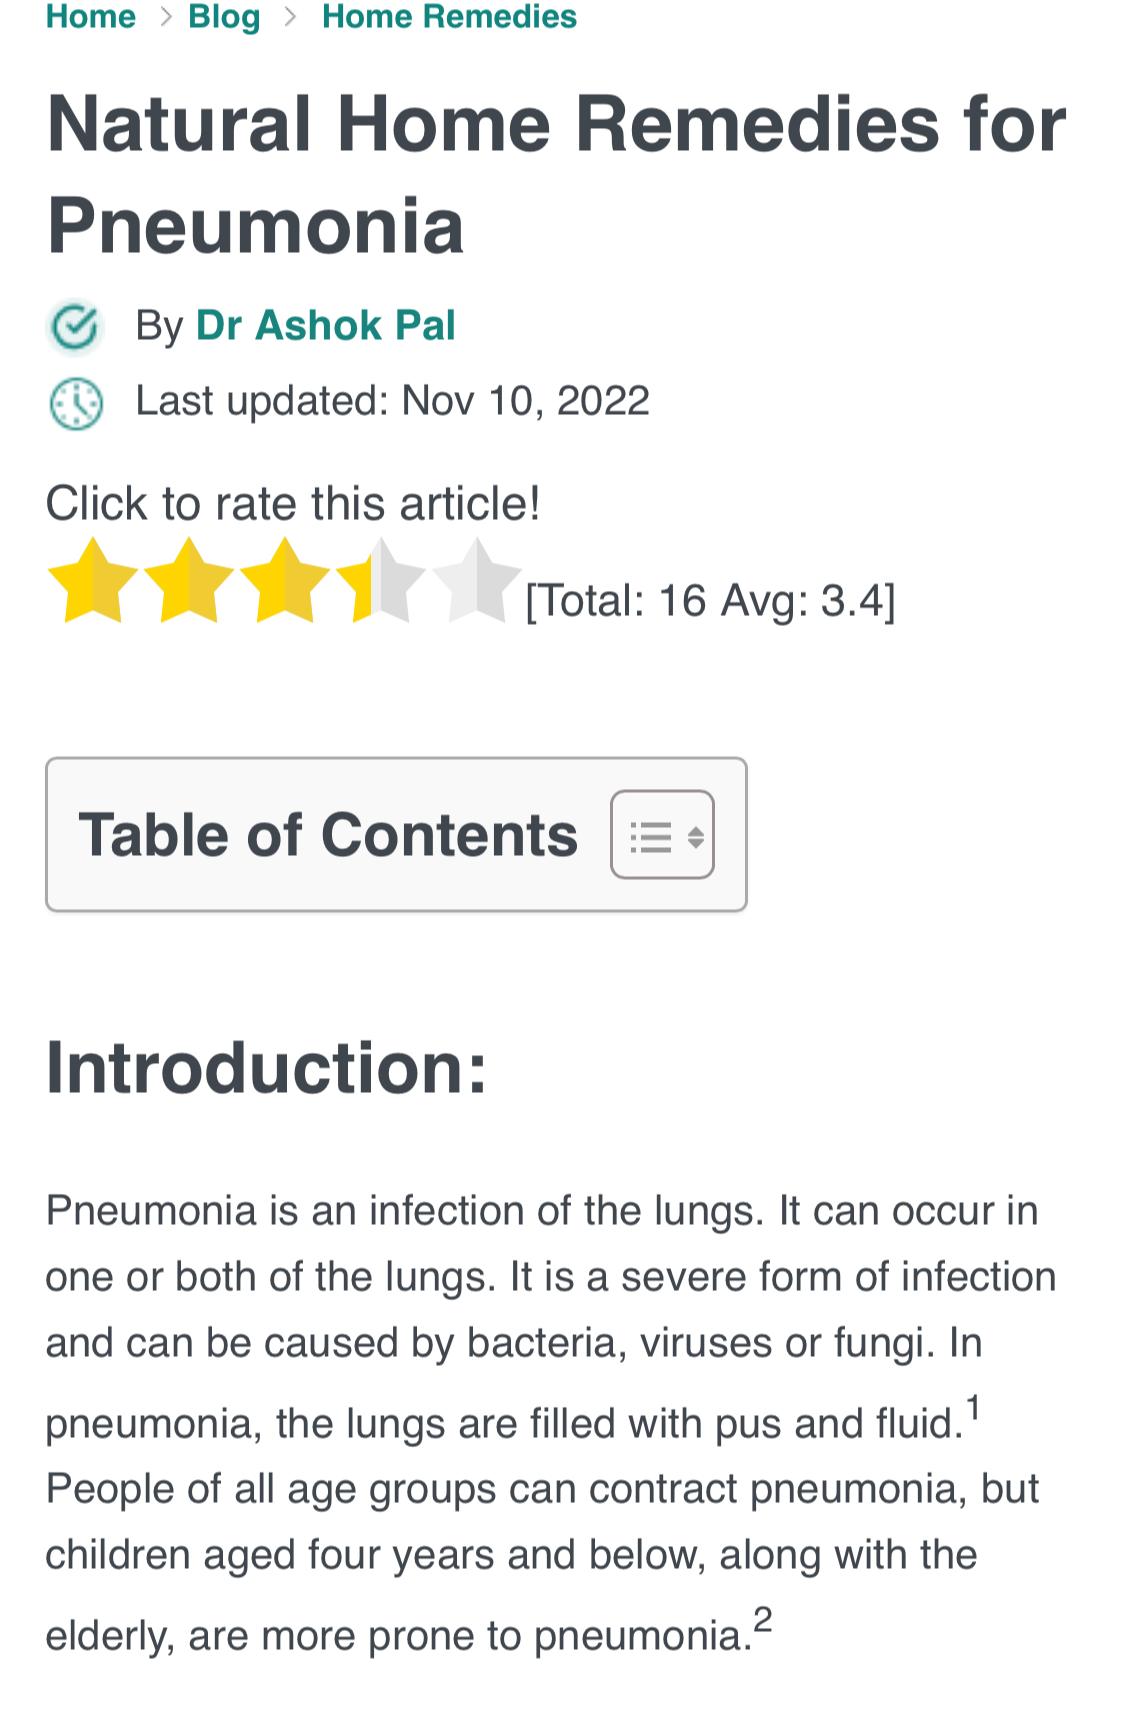 Home > Blog > Home Remedies
Natural Home Remedies for
Pneumonia
By Dr Ashok Pal
Last updated: Nov 10, 2022
Click to rate this article!
[Total: 16 Avg: 3.4]
Table of Contents
Introduction:
Pneumonia is an infection of the lungs. It can occur in
one or both of the lungs. It is a severe form of infection
and can be caused by bacteria, viruses or fungi. In
pneumonia, the lungs are filled with pus and fluid.¹
People of all age groups can contract pneumonia, but
children aged four years and below, along with the
elderly, are more prone to pneumonia.²